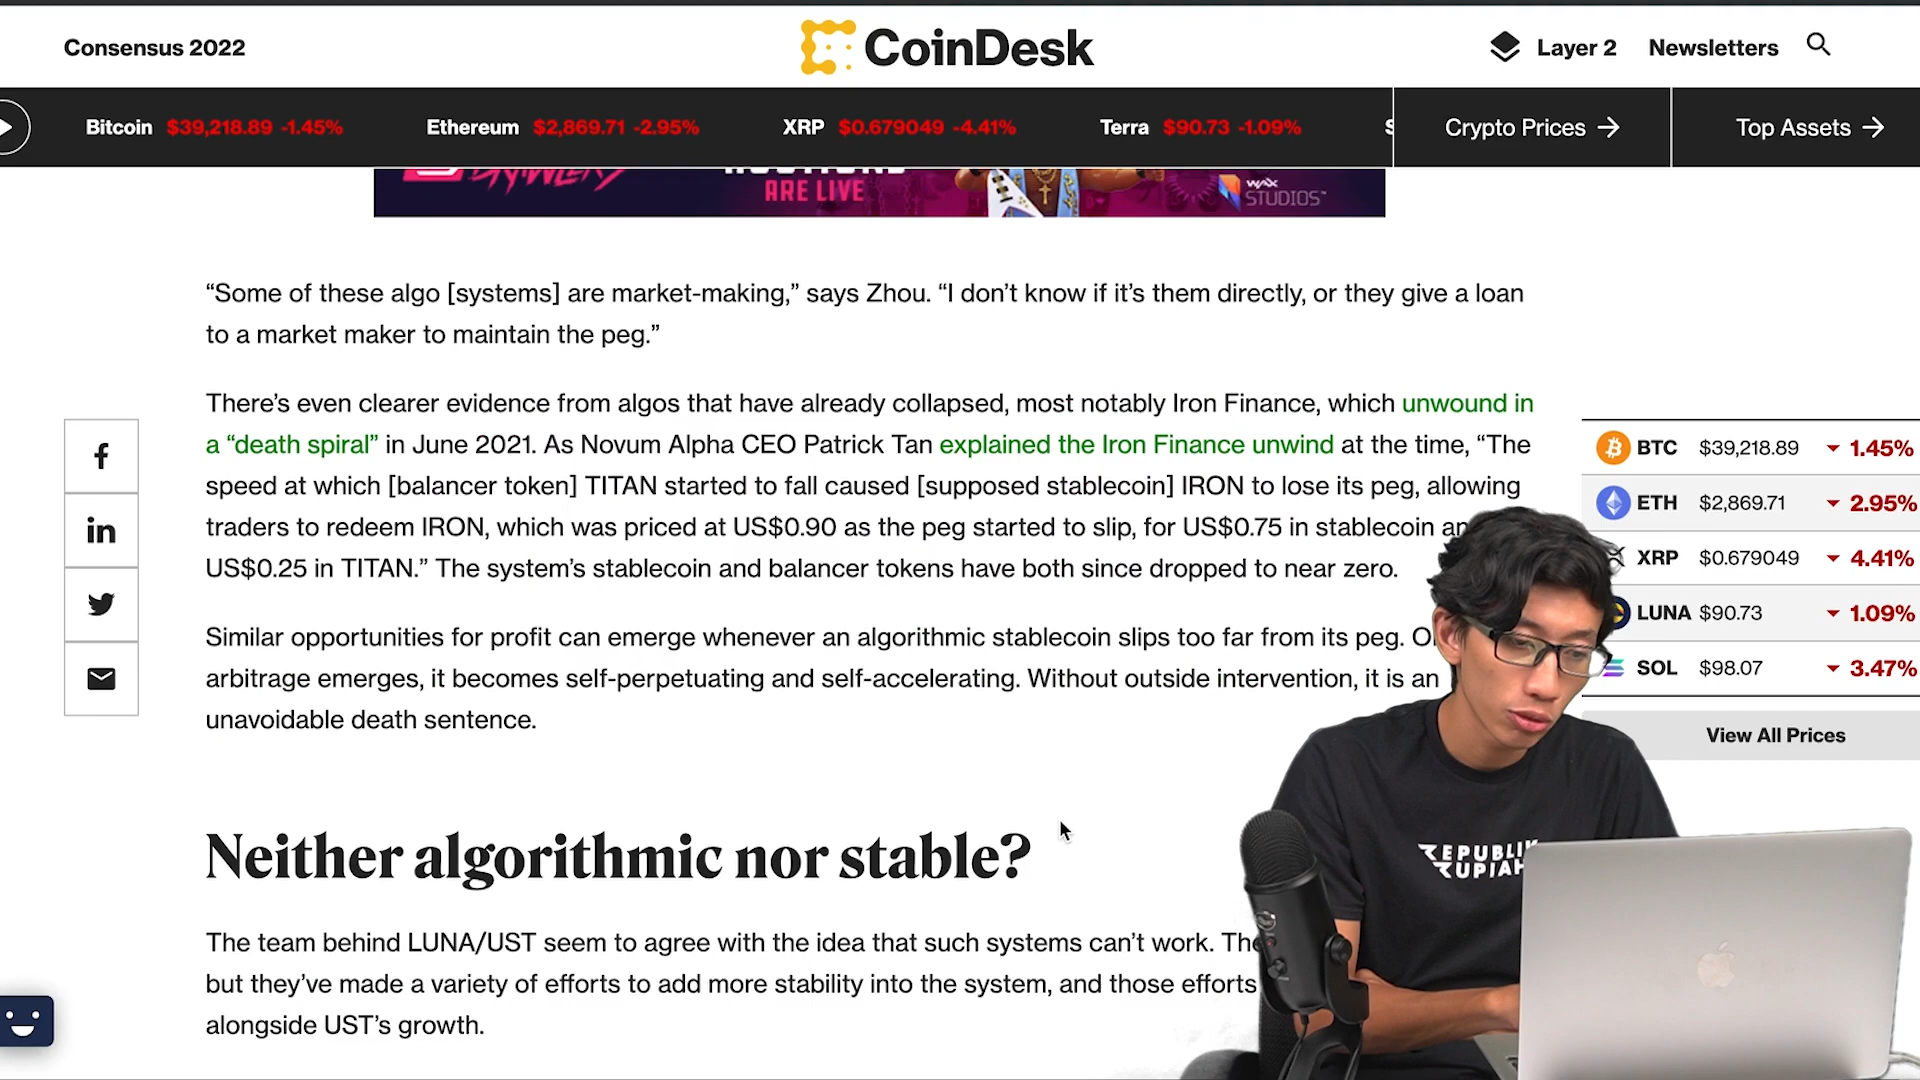 Consensus 2022
CoinDesk
Layer 2
Newsletters
Bitcoin $39,218.89 -1.45%
Ethereum $2,869.71 -2.95%
XRP $0.679049 -4.41%
Terra $90.73 -1.09%
Crypto Prices
Top Assets
ARE LIVE
WAX
STUDIOS™
“Some of these algo [systems] are market-making,” says Zhou. “I don’t know if it’s them directly, or they give a loan
to a market maker to maintain the peg.”
There’s even clearer evidence from algos that have already collapsed, most notably Iron Finance, which unwound in
a “death spiral” in June 2021. As Novum Alpha CEO Patrick Tan explained the Iron Finance unwind at the time, “The
speed at which [balancer token] TITAN started to fall caused [supposed stablecoin] IRON to lose its peg, allowing
traders to redeem IRON, which was priced at US$0.90 as the peg started to slip, for US$0.75 in stablecoin
US$0.25 in TITAN.” The system’s stablecoin and balancer tokens have both since dropped to near zero.
Similar opportunities for profit can emerge whenever an algorithmic stablecoin slips too far from its peg.
arbitrage emerges, it becomes self-perpetuating and self-accelerating. Without outside intervention, it is an
unavoidable death sentence.
Neither algorithmic nor stable?
The team behind LUNA/UST seem to agree with the idea that such systems can’t work.
but they’ve made a variety of efforts to add more stability into the system, and those efforts
alongside UST’s growth.
BTC $39,218.89 1.45%
ETH $2,869.71 2.95%
XRP $0.679049 4.41%
LUNA $90.73 1.09%
SOL $98.07 3.47%
View All Prices